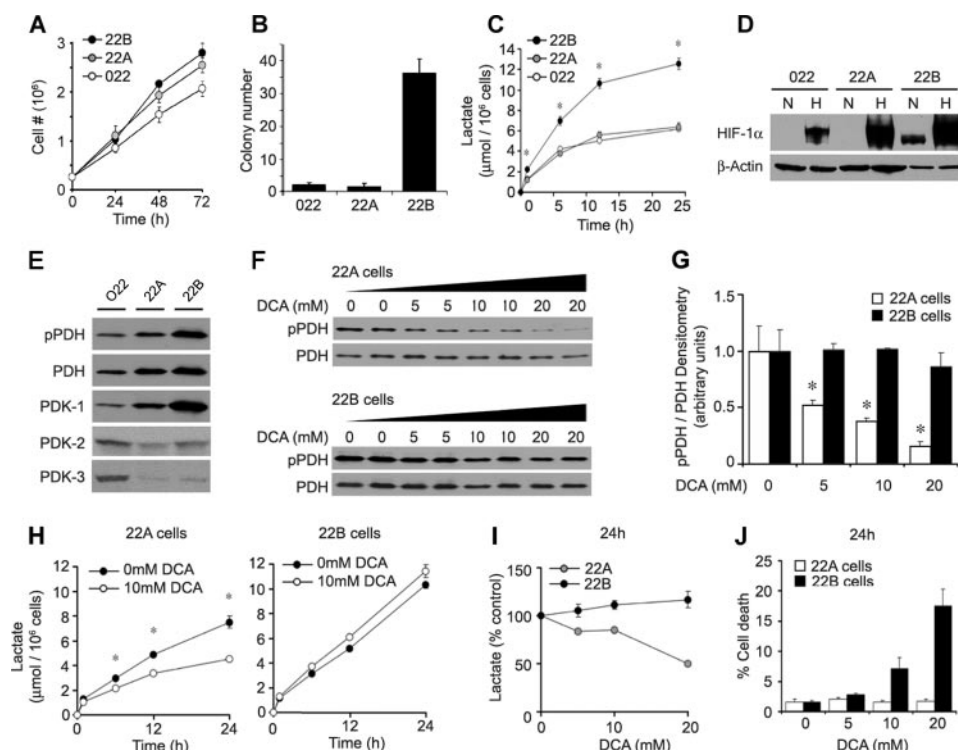 A
22B
22A
022
3
2
1
0
Cell # (10⁶)
0 24 48 72
Time (h)
B
40
30
20
10
0
Colony number
022 22A 22B
C
22B
22A
022
14
12
10
8
6
4
2
0
Lactate
(μmol / 10⁶ cells)
* * * *
0 5 10 15 20 25
Time (h)
D
022 22A 22B
N H N H N H
HIF-1α
β-Actin
E
O22 22A 22B
pPDH
PDH
PDK-1
PDK-2
PDK-3
F
22A cells
DCA (mM) 0 0 5 5 10 10 20 20
pPDH
PDH
22B cells
DCA (mM) 0 0 5 5 10 10 20 20
pPDH
PDH
G
22A cells
22B cells
1.5
1.0
0.5
0
pPDH / PDH Densitometry
(arbitrary units)
* * *
DCA (mM) 0 5 10 20
H
22A cells
0mM DCA
10mM DCA
12
10
8
6
4
2
0
Lactate
(μmol / 10⁶ cells)
* * *
0 12 24
Time (h)
22B cells
0mM DCA
10mM DCA
12
10
8
6
4
2
0
0 12 24
Time (h)
I
24h
22A
22B
150
100
50
0
Lactate (% control)
0 10 20
DCA (mM)
J
24h
22A cells
22B cells
25
20
15
10
5
0
% Cell death
0 5 10 20
DCA (mM)